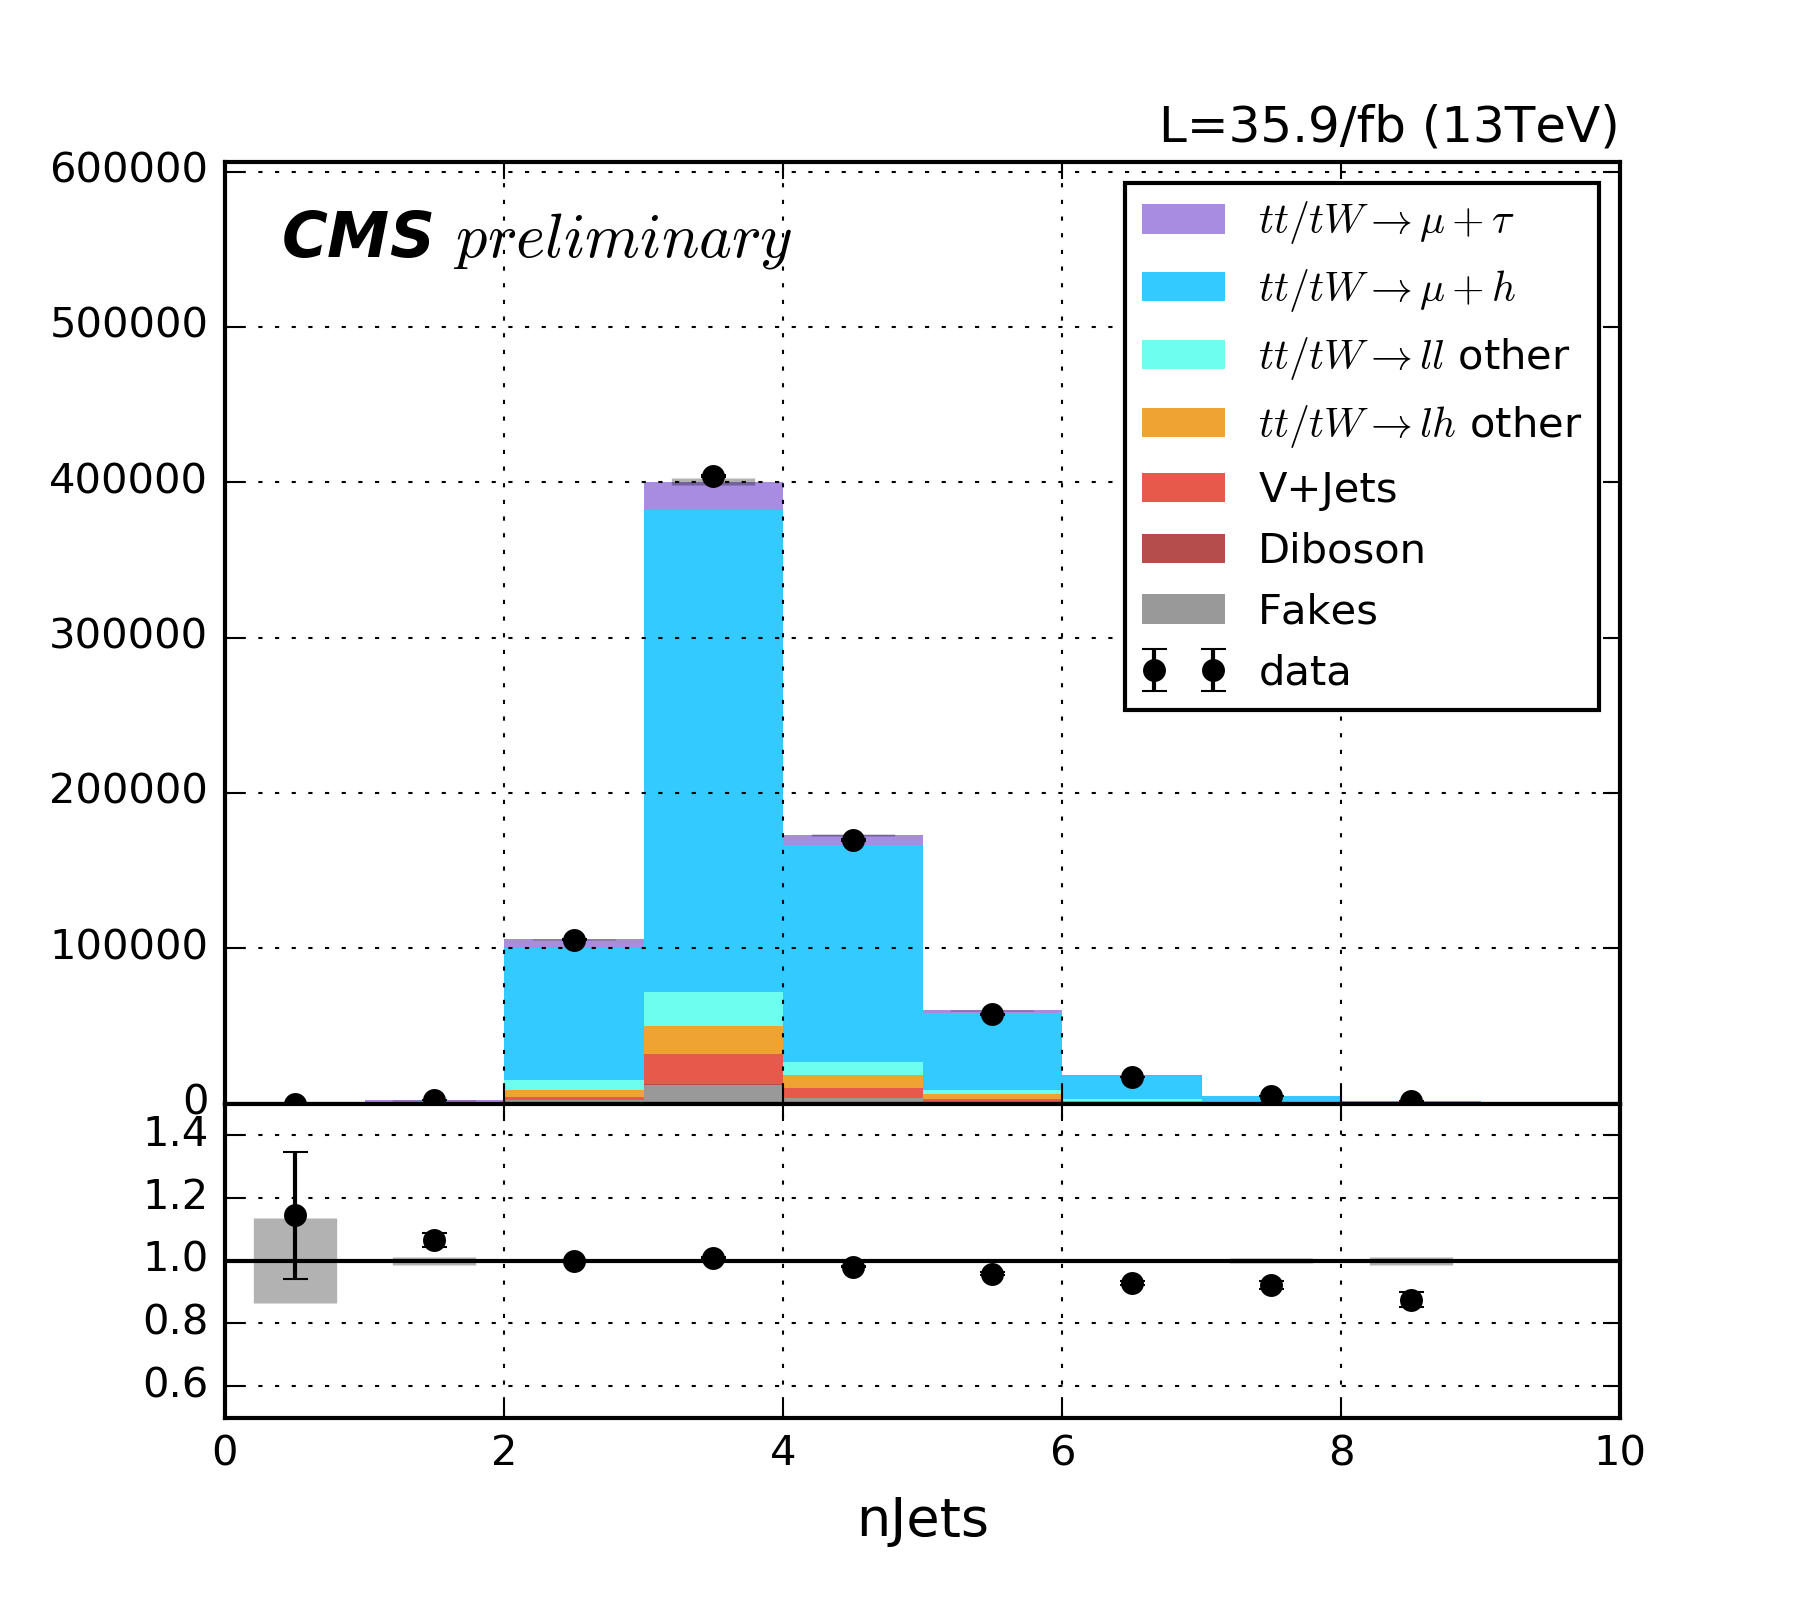 L=35.9/fb (13TeV)
CMS preliminary
600000
500000
400000
300000
200000
100000
0
tt/tW→μ+τ
tt/tW→μ+h
tt/tW→ll other
tt/tW→lh other
V+Jets
Diboson
Fakes
data
1.4
1.2
1.0
0.8
0.6
0 2 4 6 8 10
nJets